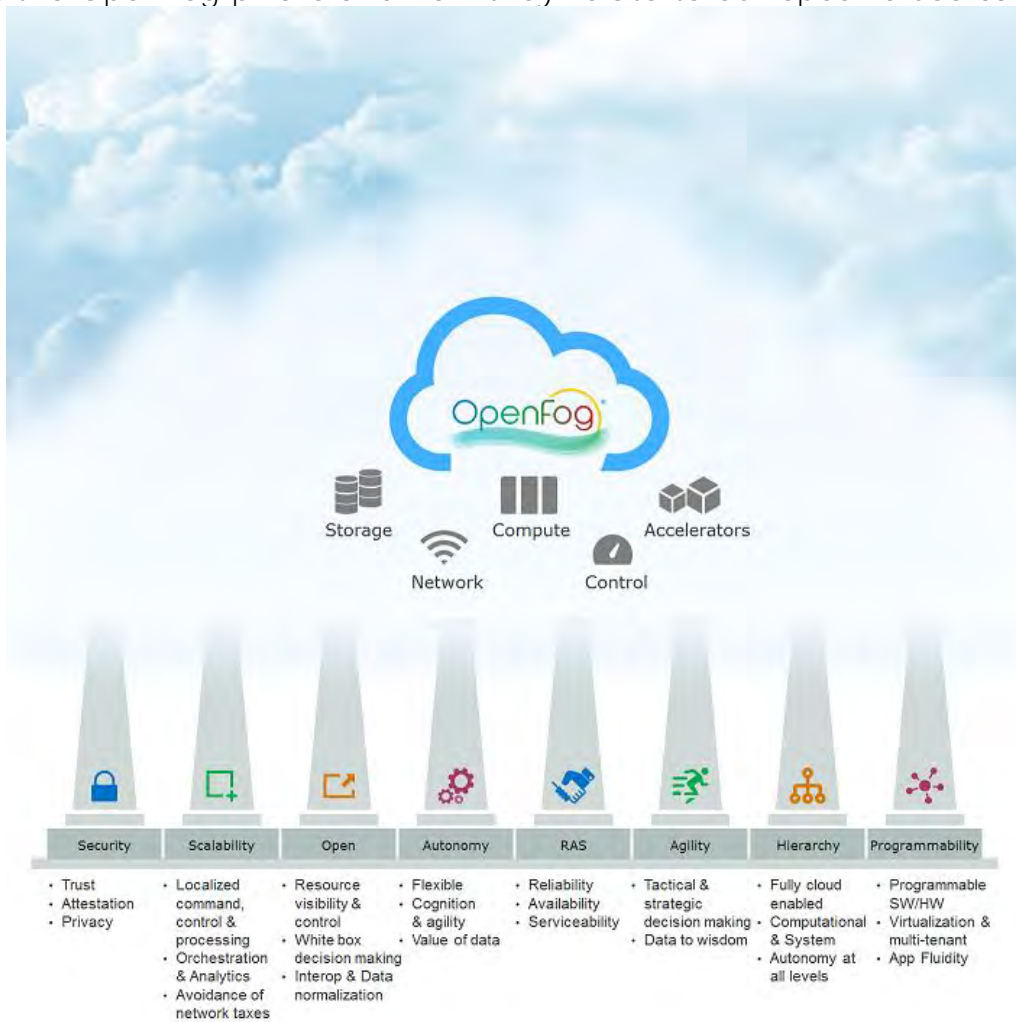 OpenFog
Storage
Compute
Accelerators
Network
Control
Security
Scalability
Open
Autonomy
RAS
Agility
Hierarchy
Programmability
• Trust
• Attestation
• Privacy
• Localized
command,
control &
processing
• Orchestration
& Analytics
• Avoidance of
network taxes
• Resource
visibility &
control
• White box
decision making
• Interop & Data
normalization
• Flexible
• Cognition
& agility
• Value of data
• Reliability
• Availability
• Serviceability
• Tactical &
strategic
decision making
• Data to wisdom
• Fully cloud
enabled
• Computational
& System
• Autonomy at
all levels
• Programmable
SW/HW
• Virtualization &
multi-tenant
• App Fluidity